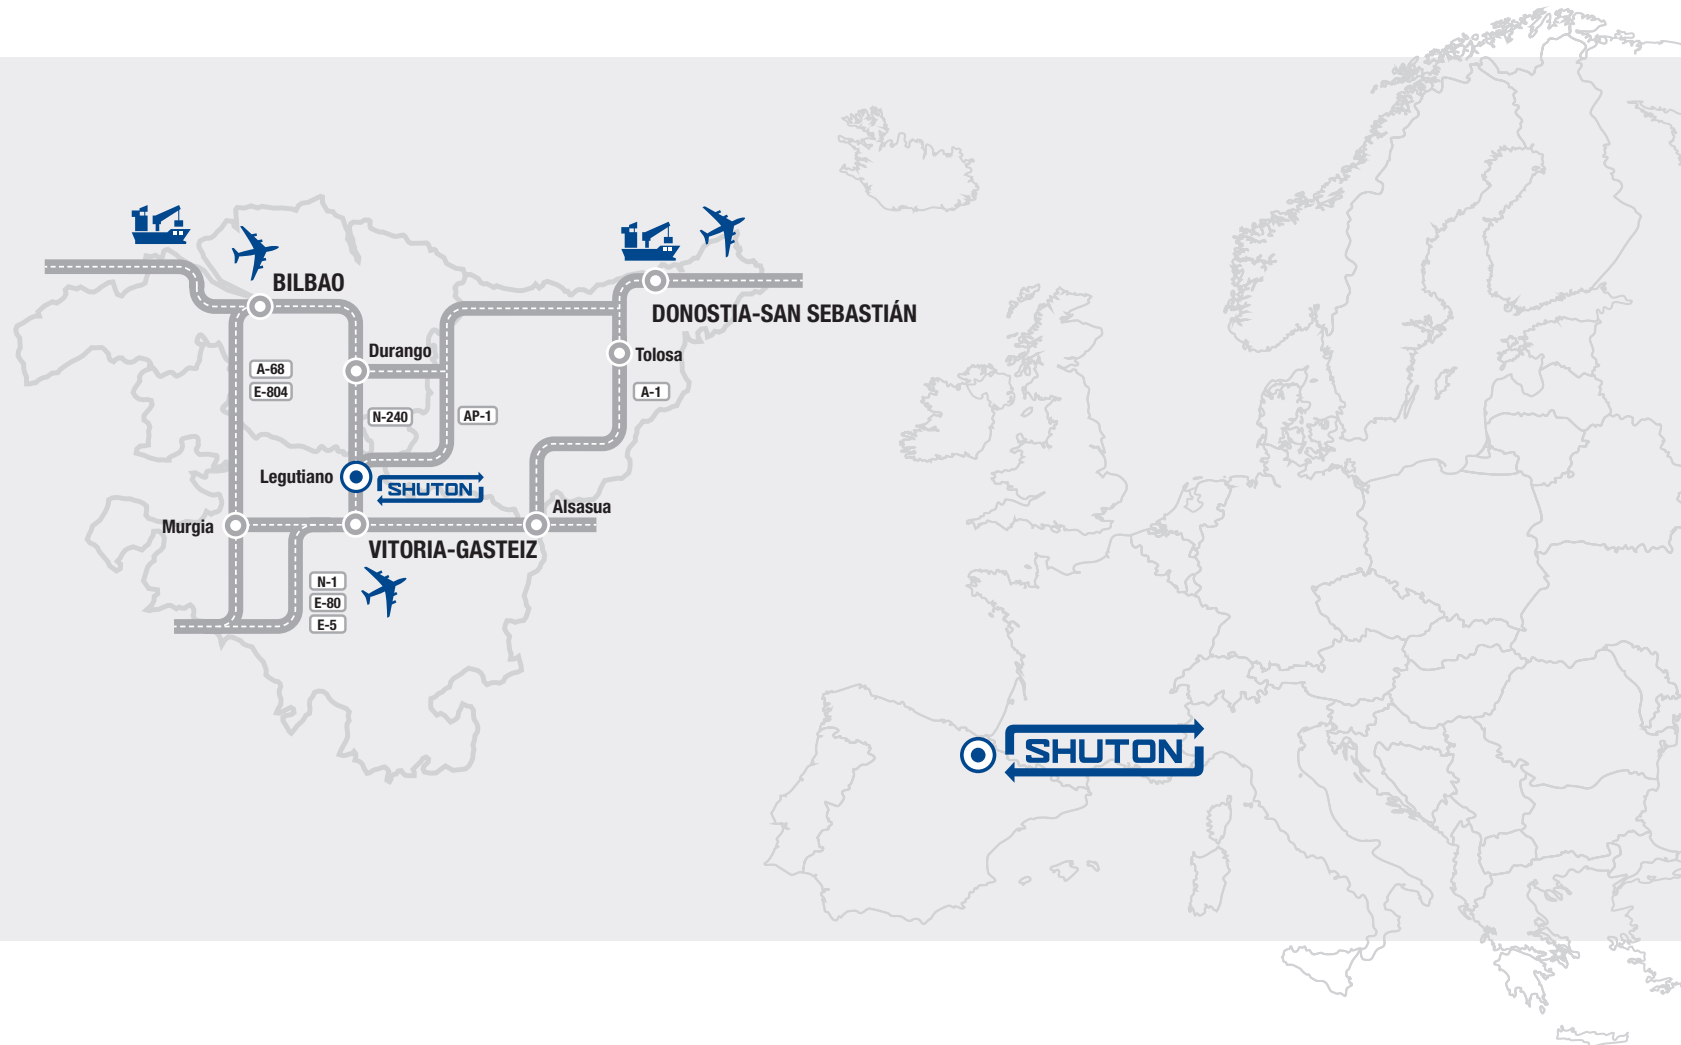 BILBAO
DONOSTIA-SAN SEBASTIÁN
Durango
Tolosa
A-68
E-804
A-1
N-240
AP-1
Legutiano
SHUTON
Alsasua
Murgia
VITORIA-GASTEIZ
N-1
E-80
E-5
SHUTON